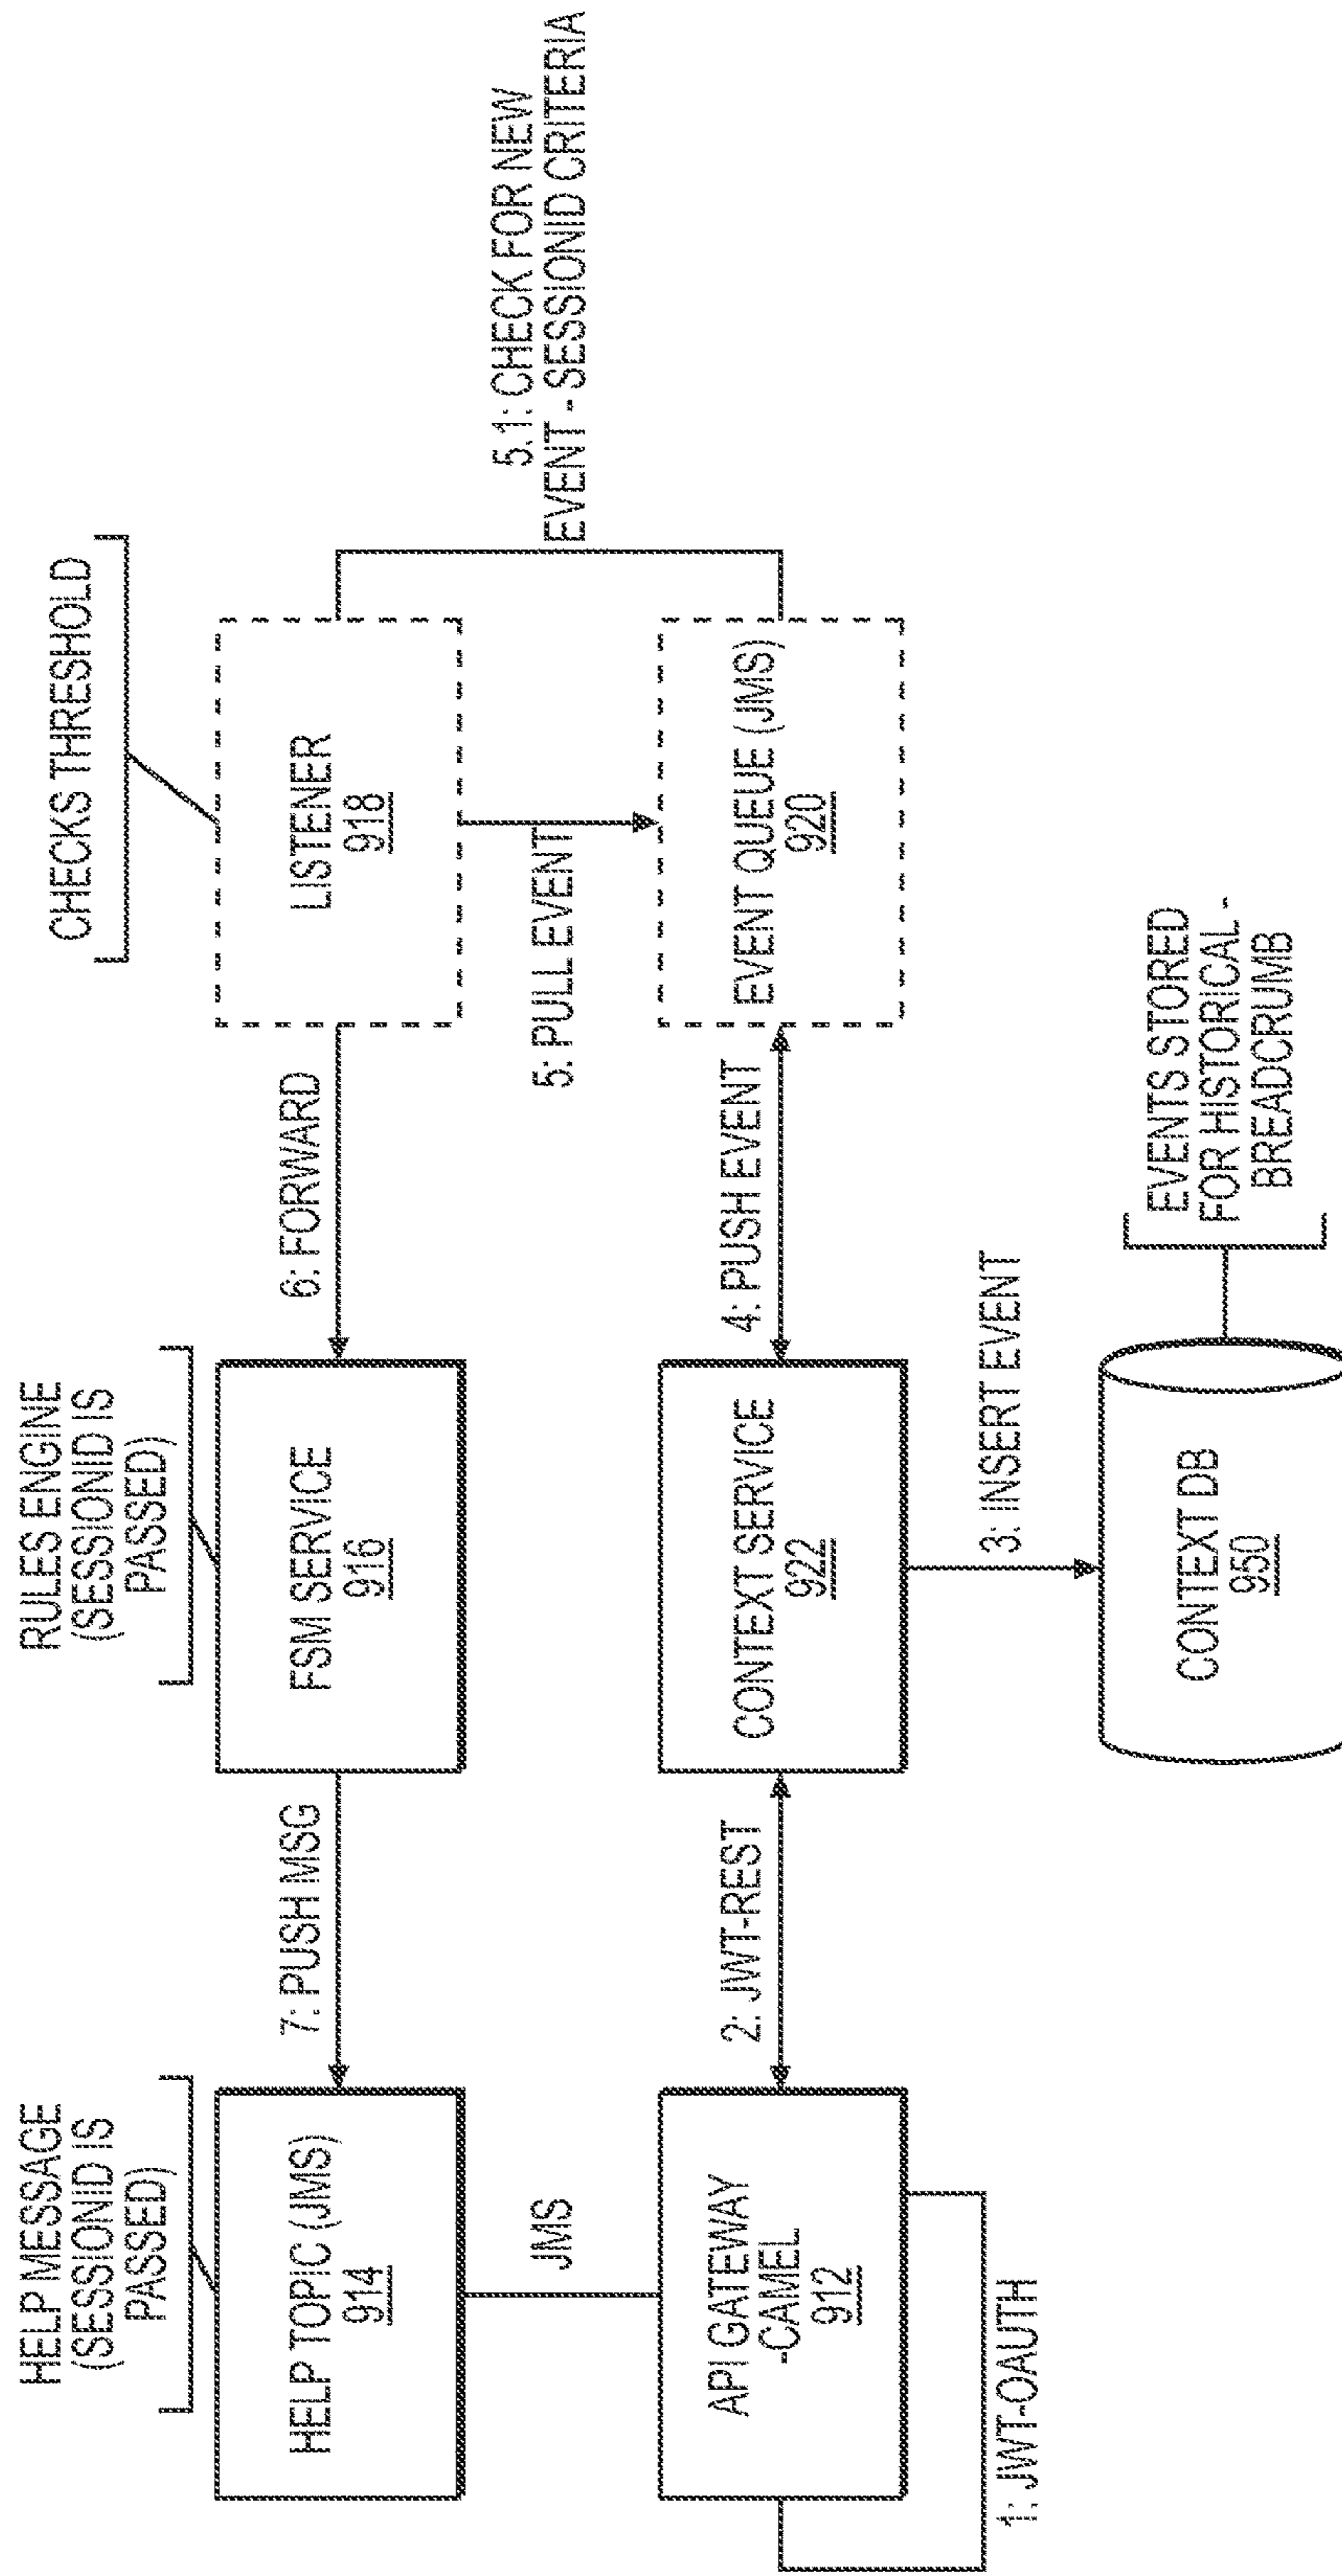 HELP MESSAGE
(SESSIONID IS
PASSED)
RULES ENGINE
(SESSIONID IS
PASSED)
CHECKS THRESHOLD
HELP TOPIC (JMS)
914
7: PUSH MSG
FSM SERVICE
916
6: FORWARD
LISTENER
918
JMS
5: PULL EVENT
5.1: CHECK FOR NEW
EVENT - SESSIONID CRITERIA
API GATEWAY
-CAMEL
912
2: JWT-REST
CONTEXT SERVICE
922
4: PUSH EVENT
EVENT QUEUE (JMS)
920
1: JWT-OAUTH
3: INSERT EVENT
CONTEXT DB
950
EVENTS STORED
FOR HISTORICAL -
BREADCRUMB